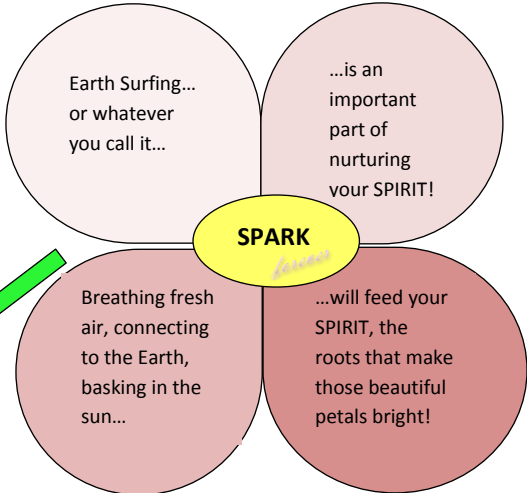 Earth Surfing…
or whatever
you call it…
…is an
important
part of
nurturing
your SPIRIT!
SPARK
forever
Breathing fresh
air, connecting
to the Earth,
basking in the
sun…
…will feed your
SPIRIT, the
roots that make
those beautiful
petals bright!